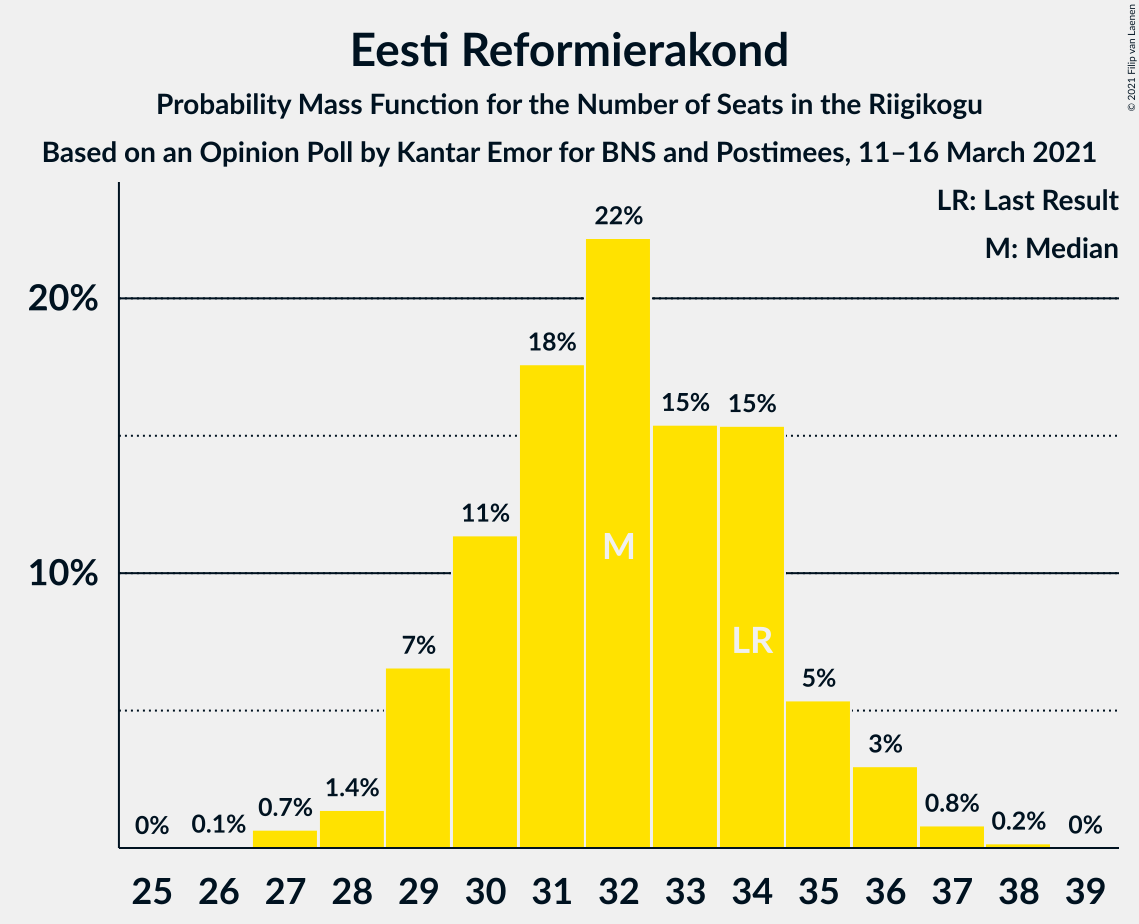 Eesti Reformierakond
Probability Mass Function for the Number of Seats in the Riigikogu
Based on an Opinion Poll by Kantar Emor for BNS and Postimees, 11–16 March 2021
© 2021 Filip van Laenen
LR: Last Result
M: Median
20%
10%
0%
0.1%
0.7%
1.4%
7%
11%
18%
22%
15%
15%
5%
3%
0.8%
0.2%
0%
M
LR
25 26 27 28 29 30 31 32 33 34 35 36 37 38 39